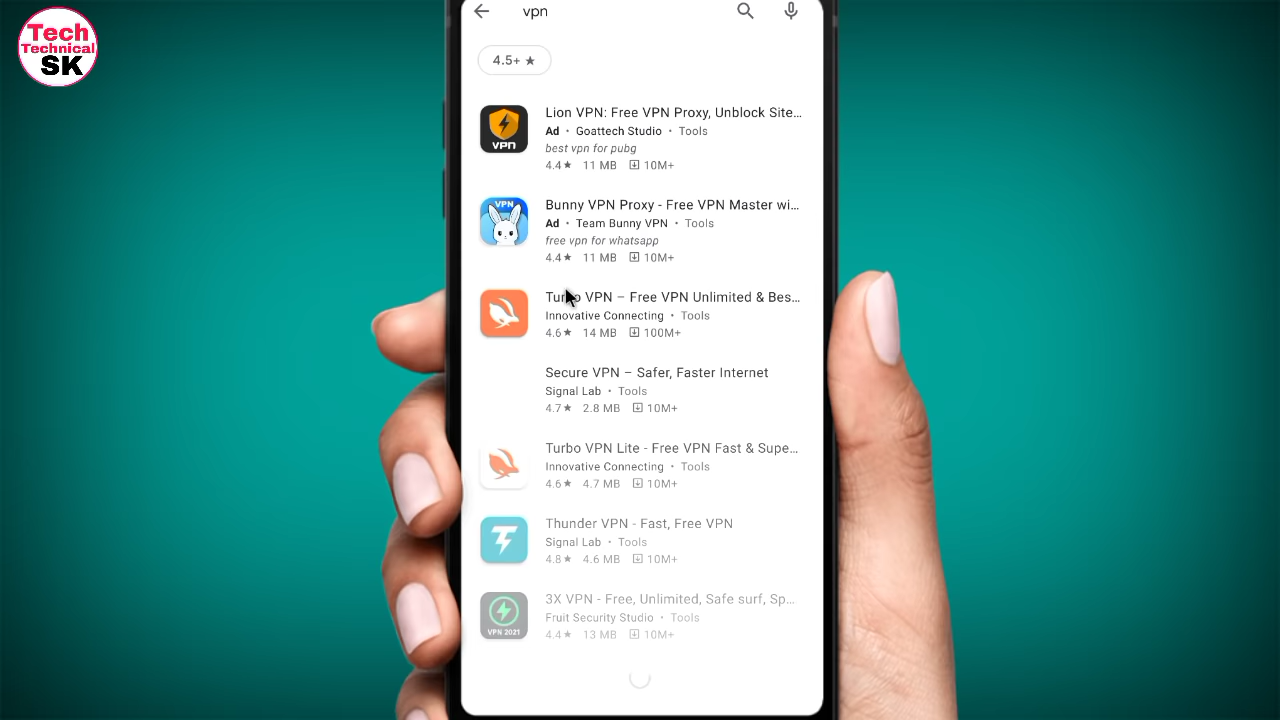 Tech
Technical
SK
vpn
4.5+ ★
Lion VPN: Free VPN Proxy, Unblock Site...
Ad • Goattech Studio • Tools
best vpn for pubg
4.4★ 11 MB 10M+
VPN
Bunny VPN Proxy - Free VPN Master wi...
Ad • Team Bunny VPN • Tools
free vpn for whatsapp
4.4★ 11 MB 10M+
VPN
Turbo VPN – Free VPN Unlimited & Bes...
Innovative Connecting • Tools
4.6★ 14 MB 100M+
Secure VPN – Safer, Faster Internet
Signal Lab • Tools
4.7★ 2.8 MB 10M+
Turbo VPN Lite - Free VPN Fast & Supe...
Innovative Connecting • Tools
4.6★ 4.7 MB 10M+
Thunder VPN - Fast, Free VPN
Signal Lab • Tools
4.8★ 4.6 MB 10M+
3X VPN - Free, Unlimited, Safe surf, Sp...
Fruit Security Studio • Tools
4.4★ 13 MB 10M+
VPN 2021